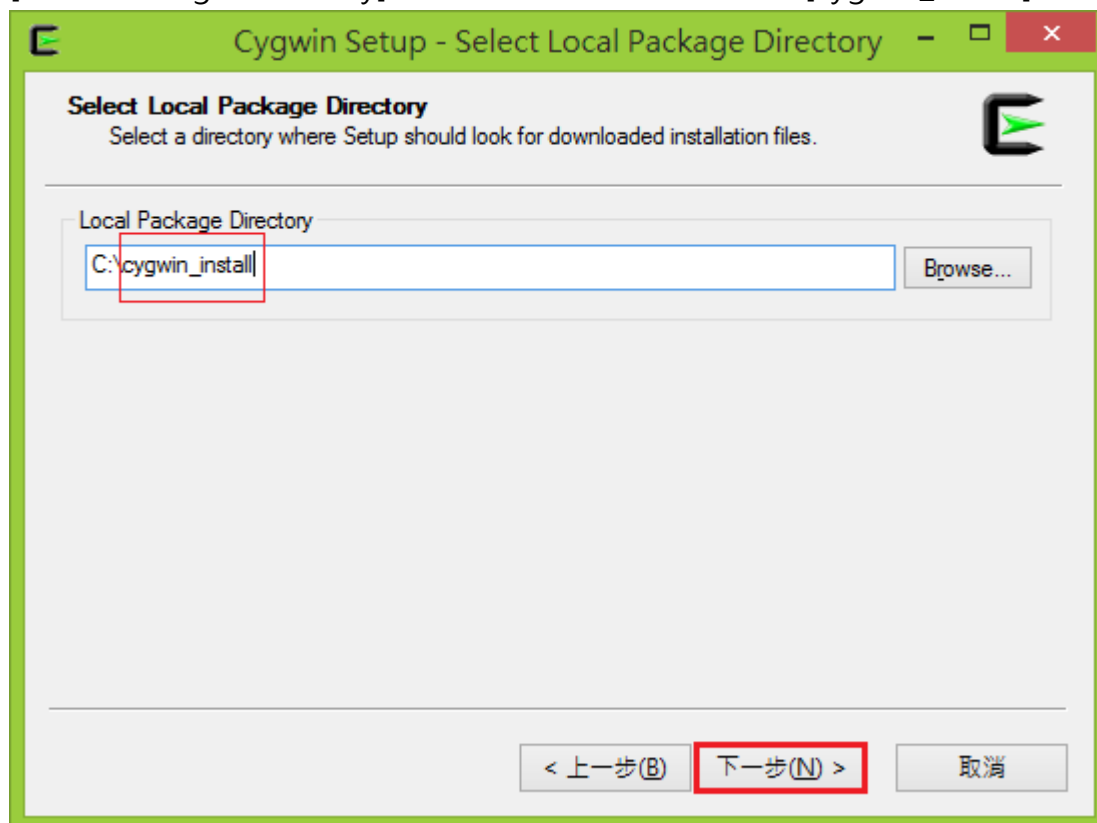 Cygwin Setup - Select Local Package Directory
Select Local Package Directory
Select a directory where Setup should look for downloaded installation files.
Local Package Directory
C:\cygwin_install
Browse...
< 上一步(B)
下一步(N) >
取消